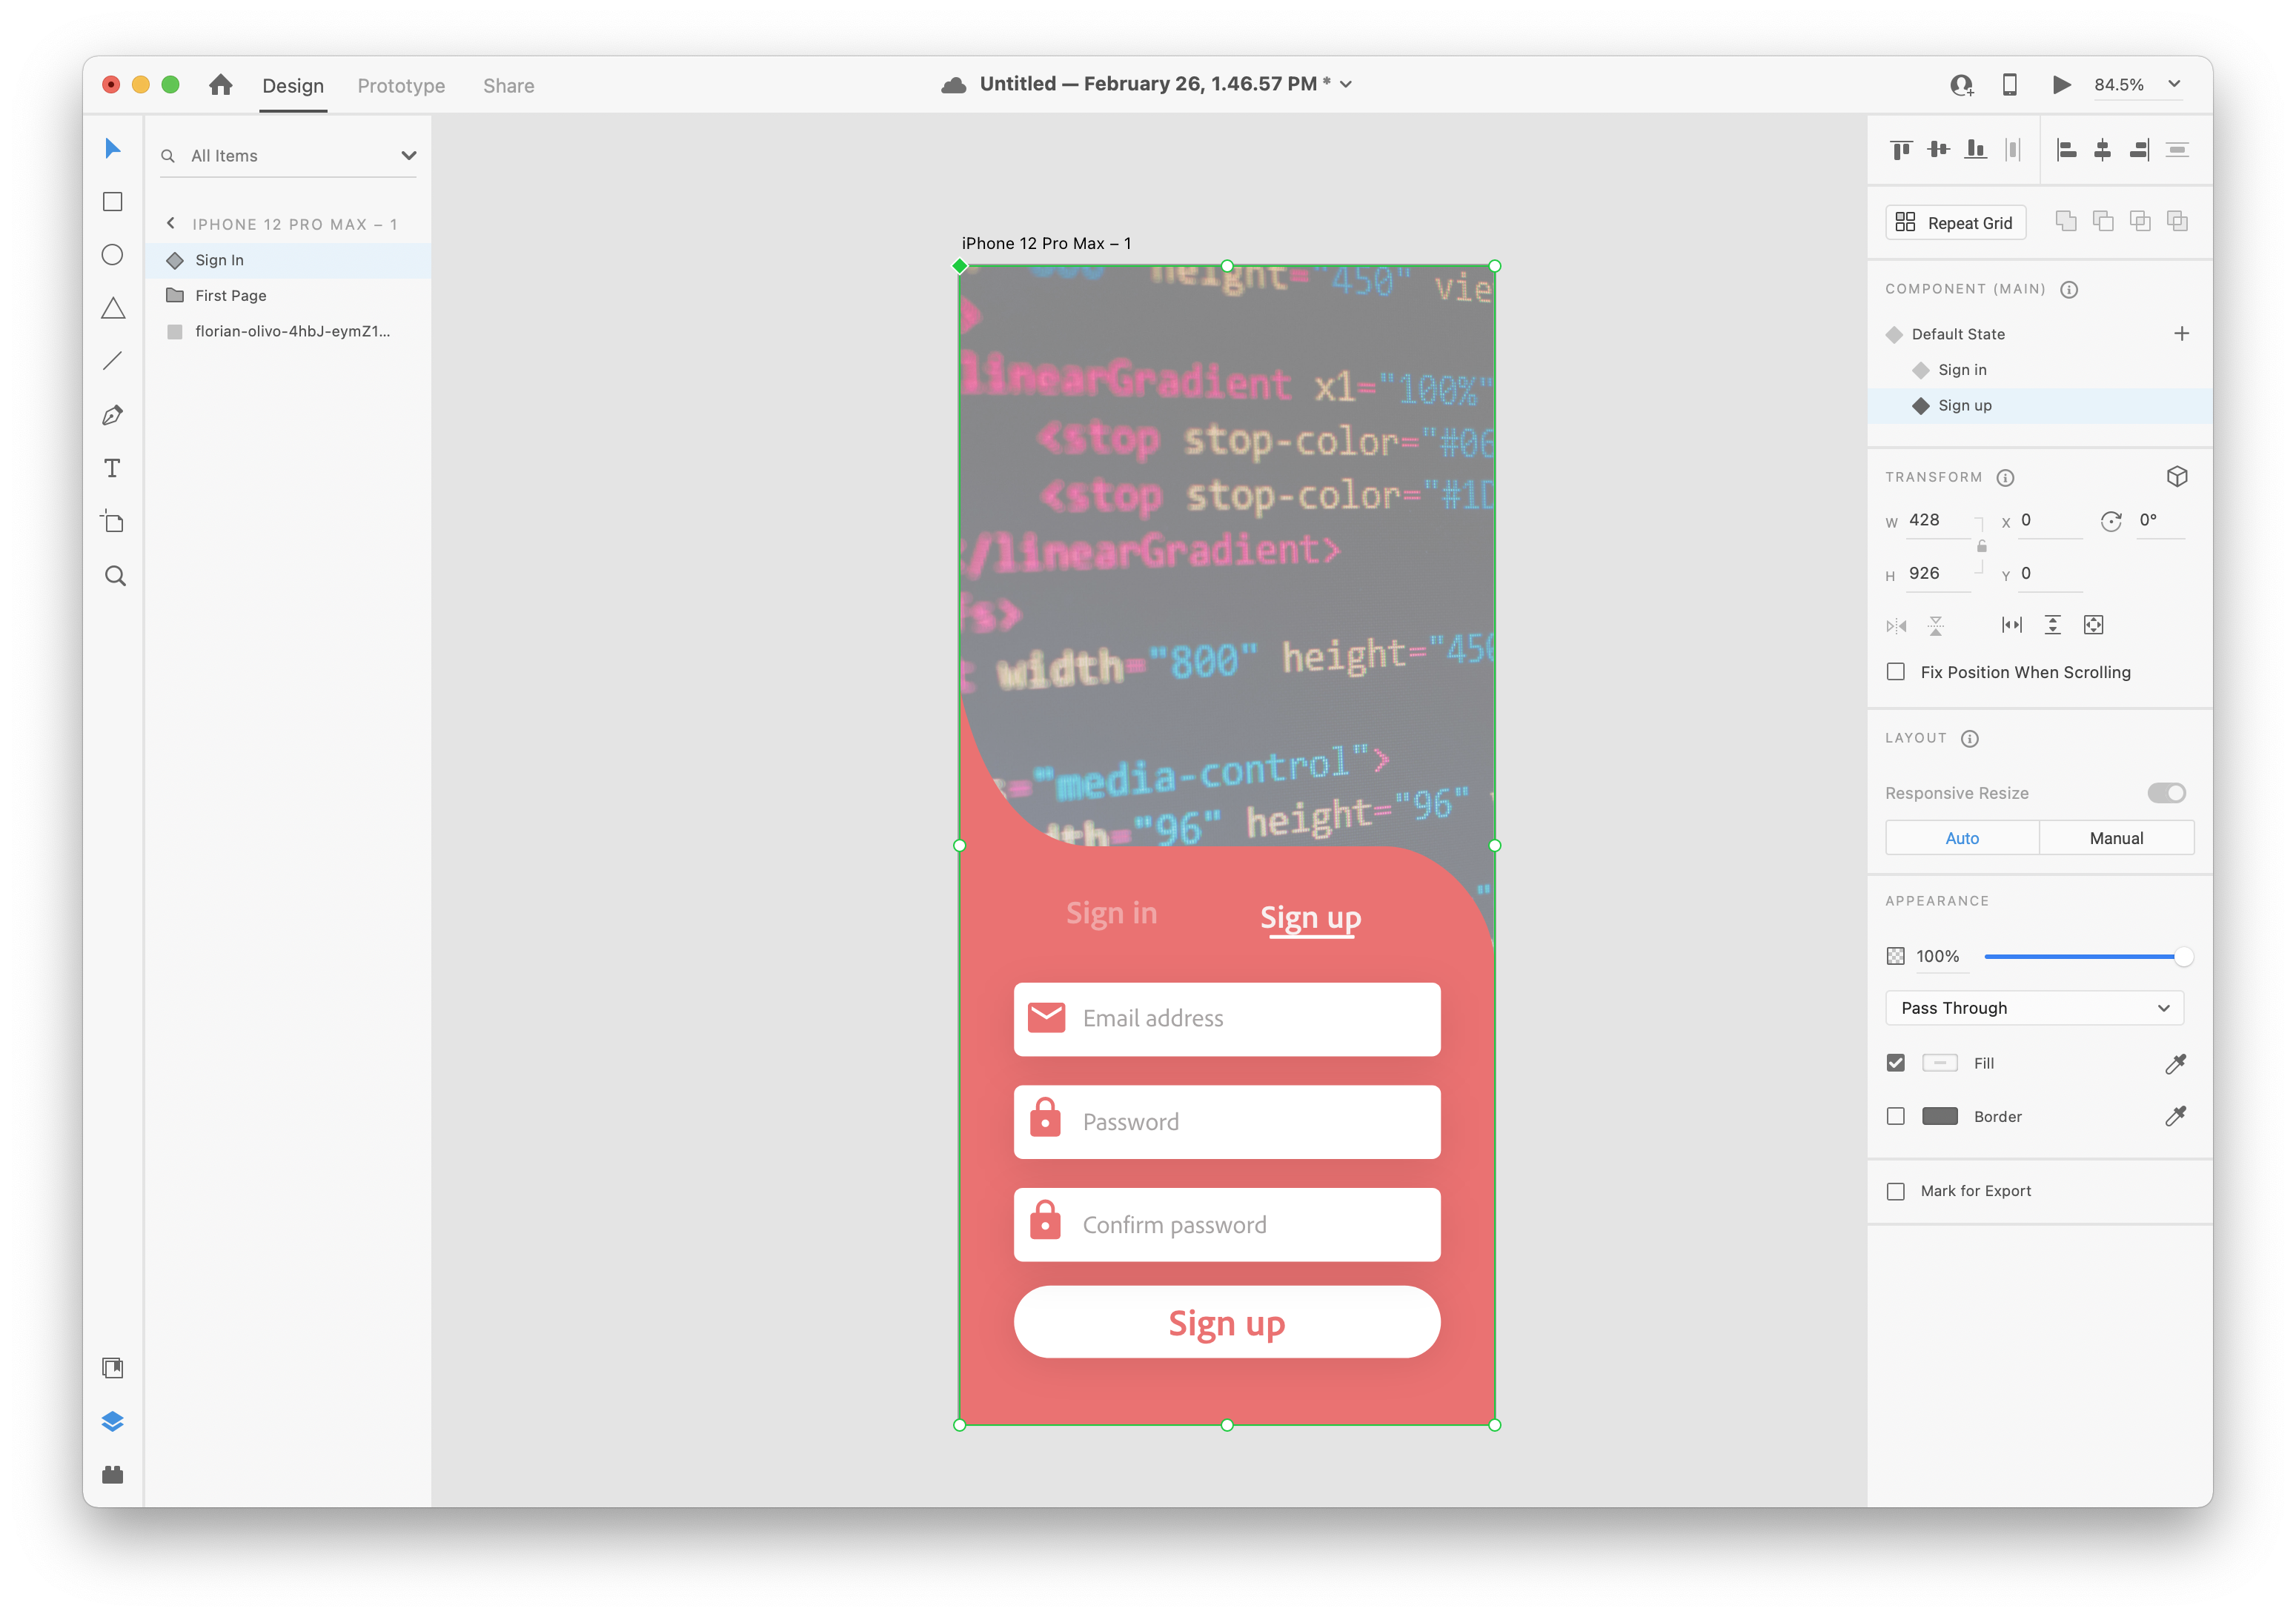 Design Prototype Share
Untitled — February 26, 1.46.57 PM *
84.5%
All Items
IPHONE 12 PRO MAX – 1
Sign In
First Page
florian-olivo-4hbJ-eymZ1...
iPhone 12 Pro Max – 1
height="450" vie
linearGradient x1="100%"
<stop stop-color="#06
<stop stop-color="#1D
/linearGradient>
fs>
width="800" height="450
="media-control">
dth="96" height="96"
Sign in
Sign up
Email address
Password
Confirm password
Sign up
Repeat Grid
COMPONENT (MAIN)
Default State
Sign in
Sign up
TRANSFORM
W 428 X 0 0°
H 926 Y 0
Fix Position When Scrolling
LAYOUT
Responsive Resize
Auto Manual
APPEARANCE
100%
Pass Through
Fill
Border
Mark for Export